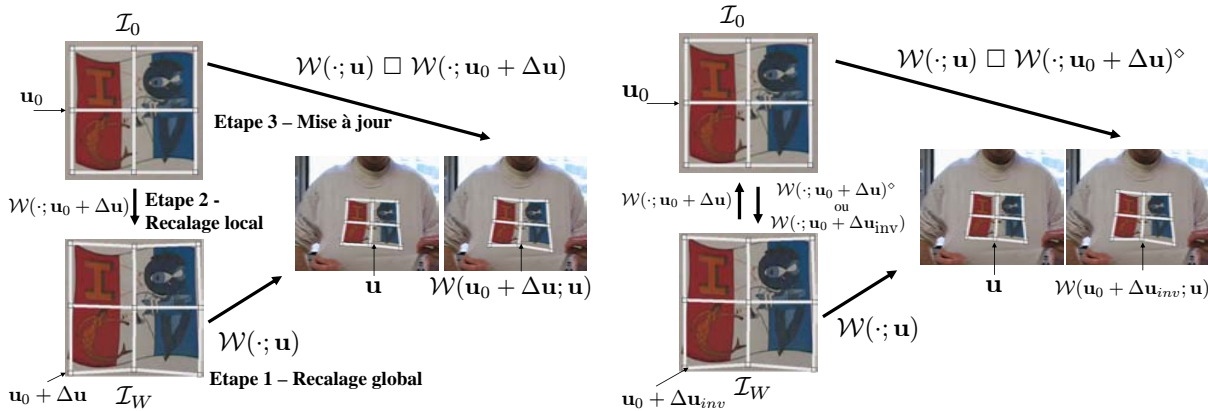 I₀
W(·; u) □ W(·; u₀ + Δu)
u₀
Etape 3 – Mise à jour
W(·; u₀ + Δu)
Etape 2 -
Recalage local
u
W(u₀ + Δu; u)
W(·; u)
Etape 1 – Recalage global
u₀ + Δu
I_W
I₀
W(·; u) □ W(·; u₀ + Δu)^⋄
u₀
W(·; u₀ + Δu)
W(·; u₀ + Δu)^⋄
ou
W(·; u₀ + Δu_inv)
u
W(u₀ + Δu_inv; u)
W(·; u)
u₀ + Δu_inv
I_W